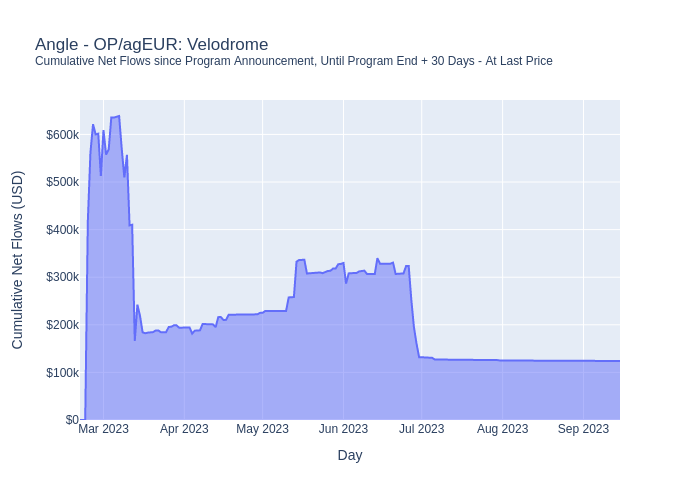 Angle - OP/agEUR: Velodrome
Cumulative Net Flows since Program Announcement, Until Program End + 30 Days - At Last Price
Cumulative Net Flows (USD)
$600k
$500k
$400k
$300k
$200k
$100k
$0
Mar 2023 Apr 2023 May 2023 Jun 2023 Jul 2023 Aug 2023 Sep 2023
Day